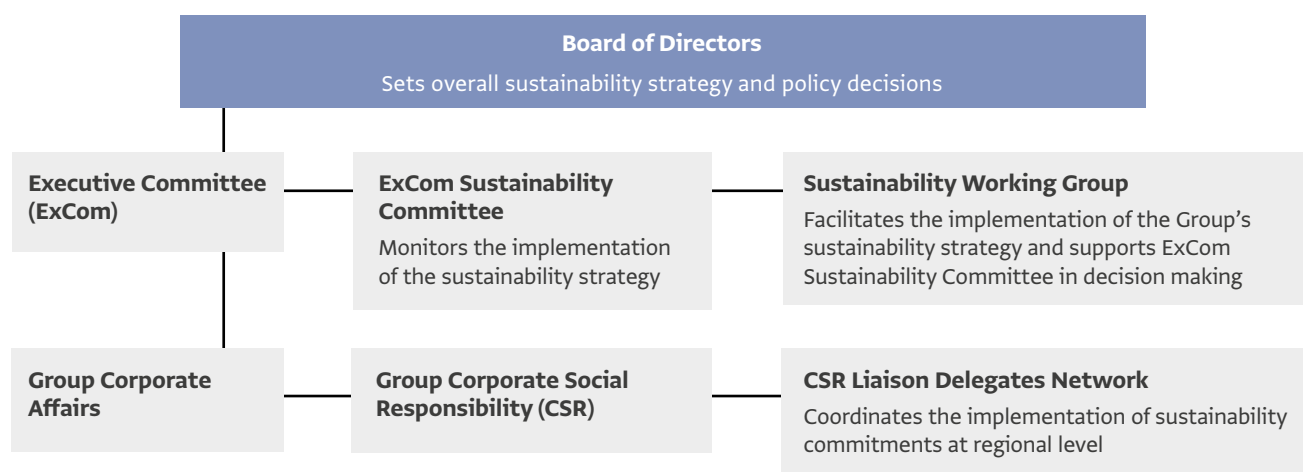 Board of Directors
Sets overall sustainability strategy and policy decisions
Executive Committee
(ExCom)
ExCom Sustainability
Committee
Monitors the implementation
of the sustainability strategy
Sustainability Working Group
Facilitates the implementation of the Group’s
sustainability strategy and supports ExCom
Sustainability Committee in decision making
Group Corporate
Affairs
Group Corporate Social
Responsibility (CSR)
CSR Liaison Delegates Network
Coordinates the implementation of sustainability
commitments at regional level